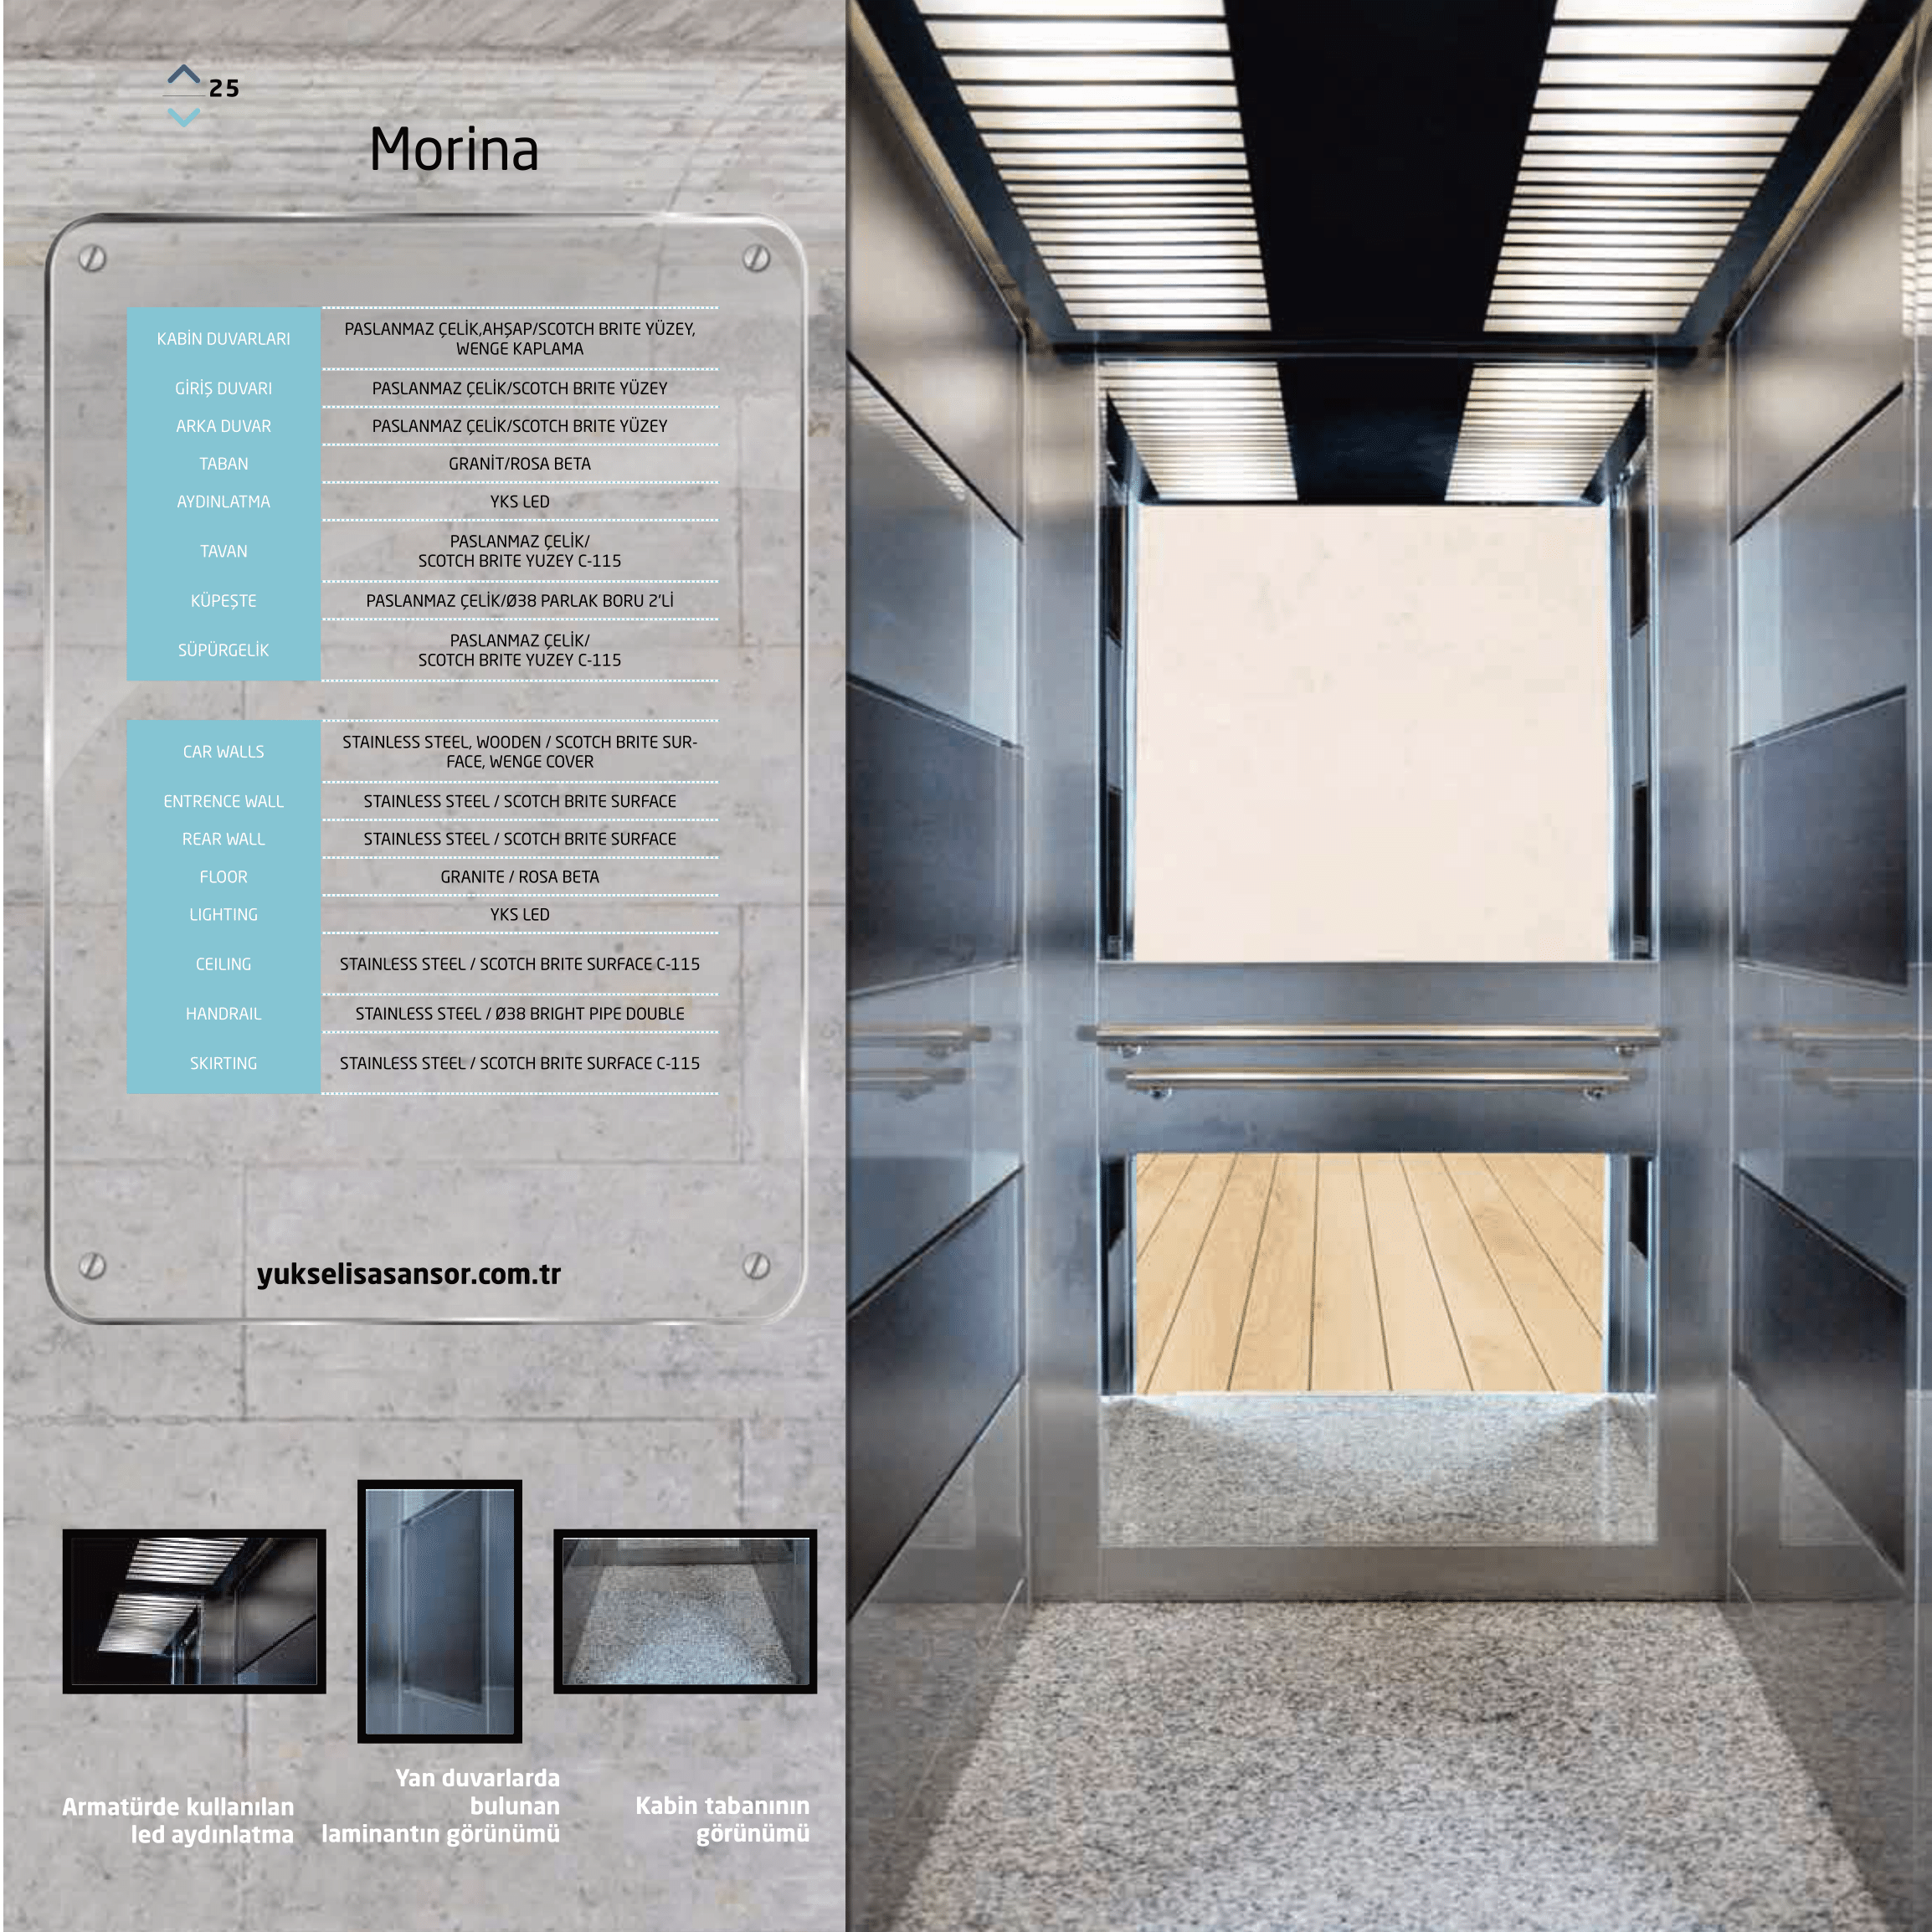 25
Morina
KABİN DUVARLARI
PASLANMAZ ÇELİK,AHŞAP/SCOTCH BRITE YÜZEY,
WENGE KAPLAMA
GİRİŞ DUVARI
PASLANMAZ ÇELİK/SCOTCH BRITE YÜZEY
ARKA DUVAR
PASLANMAZ ÇELİK/SCOTCH BRITE YÜZEY
TABAN
GRANİT/ROSA BETA
AYDINLATMA
YKS LED
TAVAN
PASLANMAZ ÇELİK/
SCOTCH BRITE YUZEY C-115
KÜPEŞTE
PASLANMAZ ÇELİK/Ø38 PARLAK BORU 2'Lİ
SÜPÜRGELİK
PASLANMAZ ÇELİK/
SCOTCH BRITE YUZEY C-115
CAR WALLS
STAINLESS STEEL, WOODEN / SCOTCH BRITE SUR-
FACE, WENGE COVER
ENTRENCE WALL
STAINLESS STEEL / SCOTCH BRITE SURFACE
REAR WALL
STAINLESS STEEL / SCOTCH BRITE SURFACE
FLOOR
GRANITE / ROSA BETA
LIGHTING
YKS LED
CEILING
STAINLESS STEEL / SCOTCH BRITE SURFACE C-115
HANDRAIL
STAINLESS STEEL / Ø38 BRIGHT PIPE DOUBLE
SKIRTING
STAINLESS STEEL / SCOTCH BRITE SURFACE C-115
yukselisasansor.com.tr
Armatürde kullanılan
led aydınlatma
Yan duvarlarda
bulunan
laminantın görünümü
Kabin tabanının
görünümü